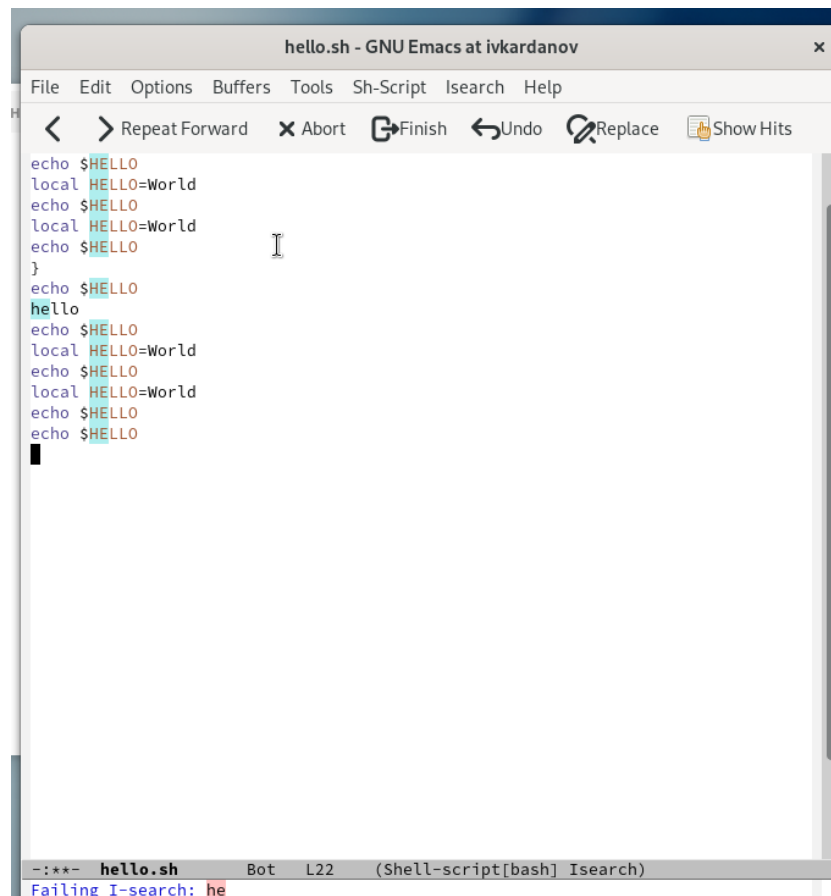 hello.sh - GNU Emacs at ivkardanov ×
File Edit Options Buffers Tools Sh-Script Isearch Help
Repeat Forward Abort Finish Undo Replace Show Hits
H
echo $HELLO
local HELLO=World
echo $HELLO
local HELLO=World
echo $HELLO
}
echo $HELLO
hello
echo $HELLO
local HELLO=World
echo $HELLO
local HELLO=World
echo $HELLO
echo $HELLO
-:**- hello.sh Bot L22 (Shell-script[bash] Isearch)
Failing I-search: he